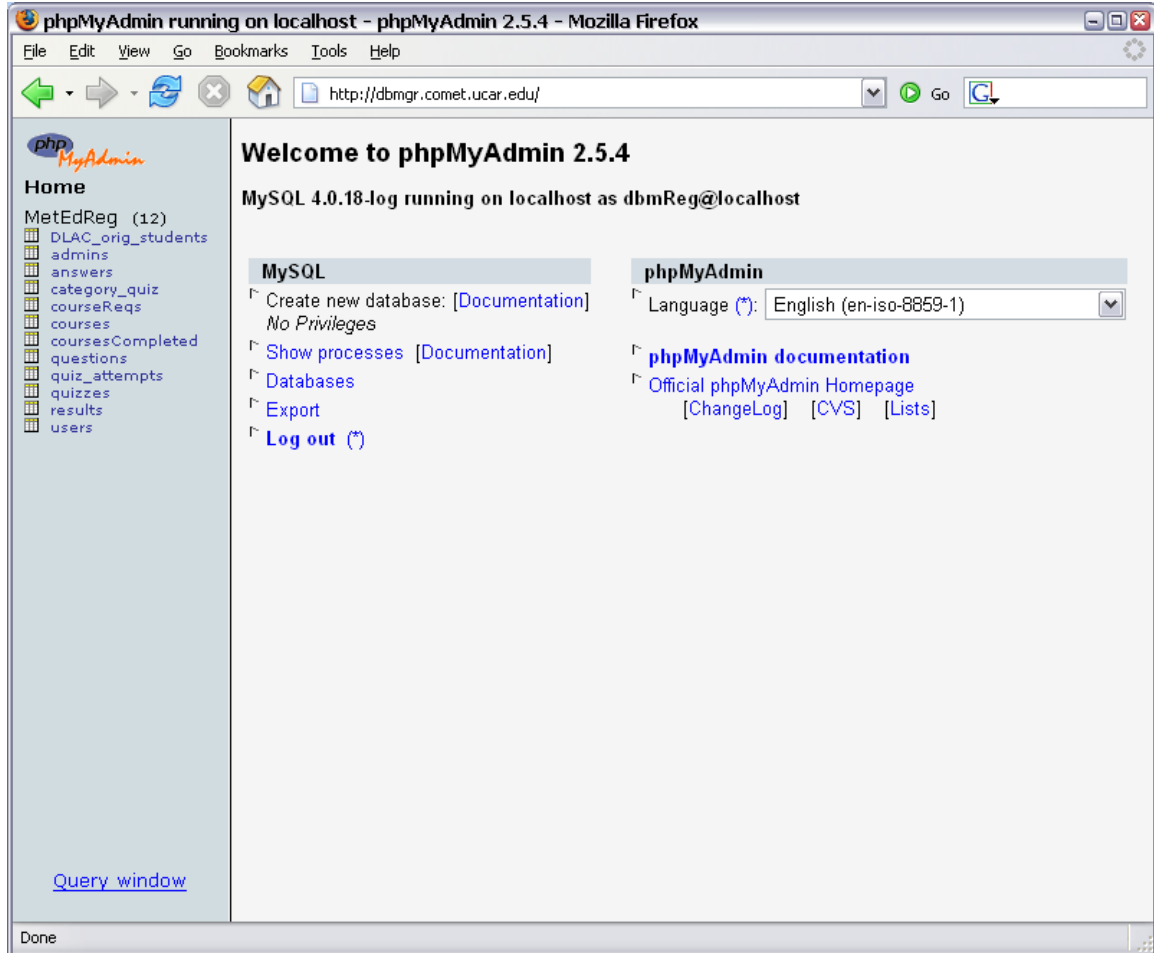 phpMyAdmin running on localhost - phpMyAdmin 2.5.4 - Mozilla Firefox
File Edit View Go Bookmarks Tools Help
http://dbmgr.comet.ucar.edu/ Go G
php
MyAdmin
Home
MetEdReg (12)
DLAC_orig_students
admins
answers
category_quiz
courseReqs
courses
coursesCompleted
questions
quiz_attempts
quizzes
results
users
Query window
Welcome to phpMyAdmin 2.5.4
MySQL 4.0.18-log running on localhost as dbmReg@localhost
MySQL
Create new database: [Documentation]
No Privileges
Show processes [Documentation]
Databases
Export
Log out (*)
phpMyAdmin
Language (*): English (en-iso-8859-1)
phpMyAdmin documentation
Official phpMyAdmin Homepage
[ChangeLog] [CVS] [Lists]
Done